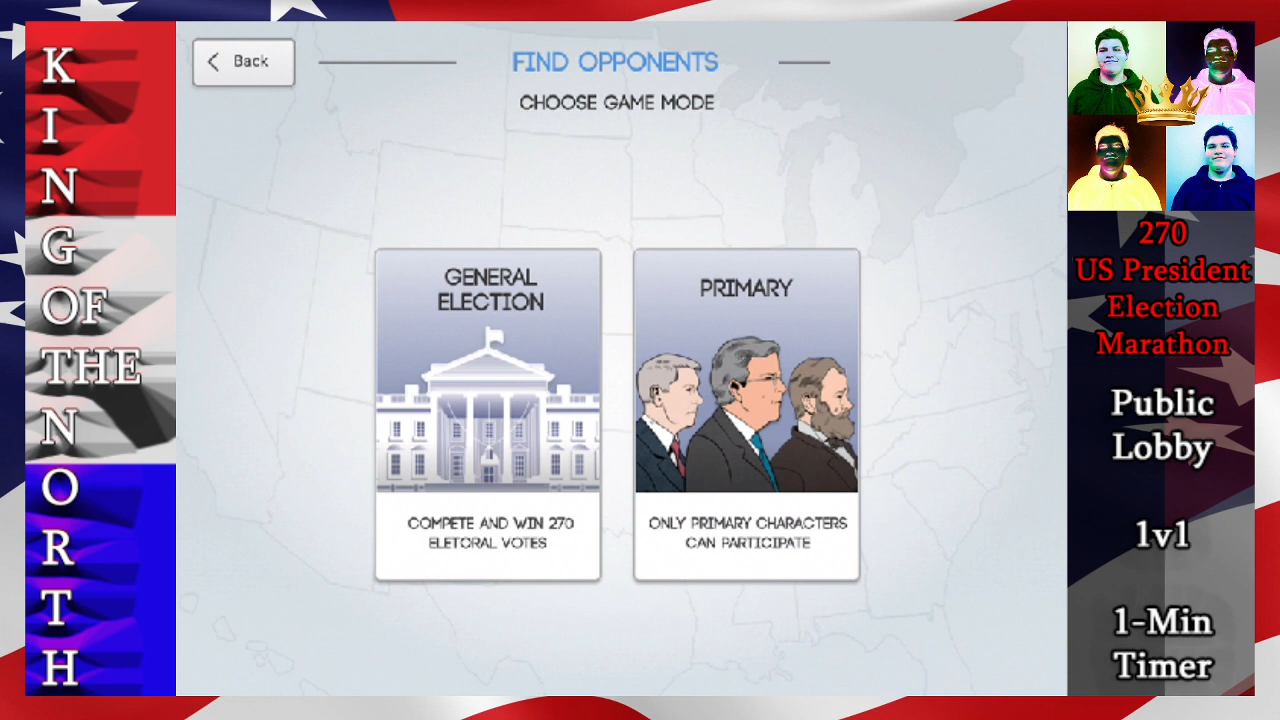 K
I
N
G
OF
THE
N
O
R
T
H
Back
FIND OPPONENTS
CHOOSE GAME MODE
GENERAL
ELECTION
COMPETE AND WIN 270
ELETORAL VOTES
PRIMARY
ONLY PRIMARY CHARACTERS
CAN PARTICIPATE
270
US President
Election
Marathon
Public
Lobby
1v1
1-Min
Timer